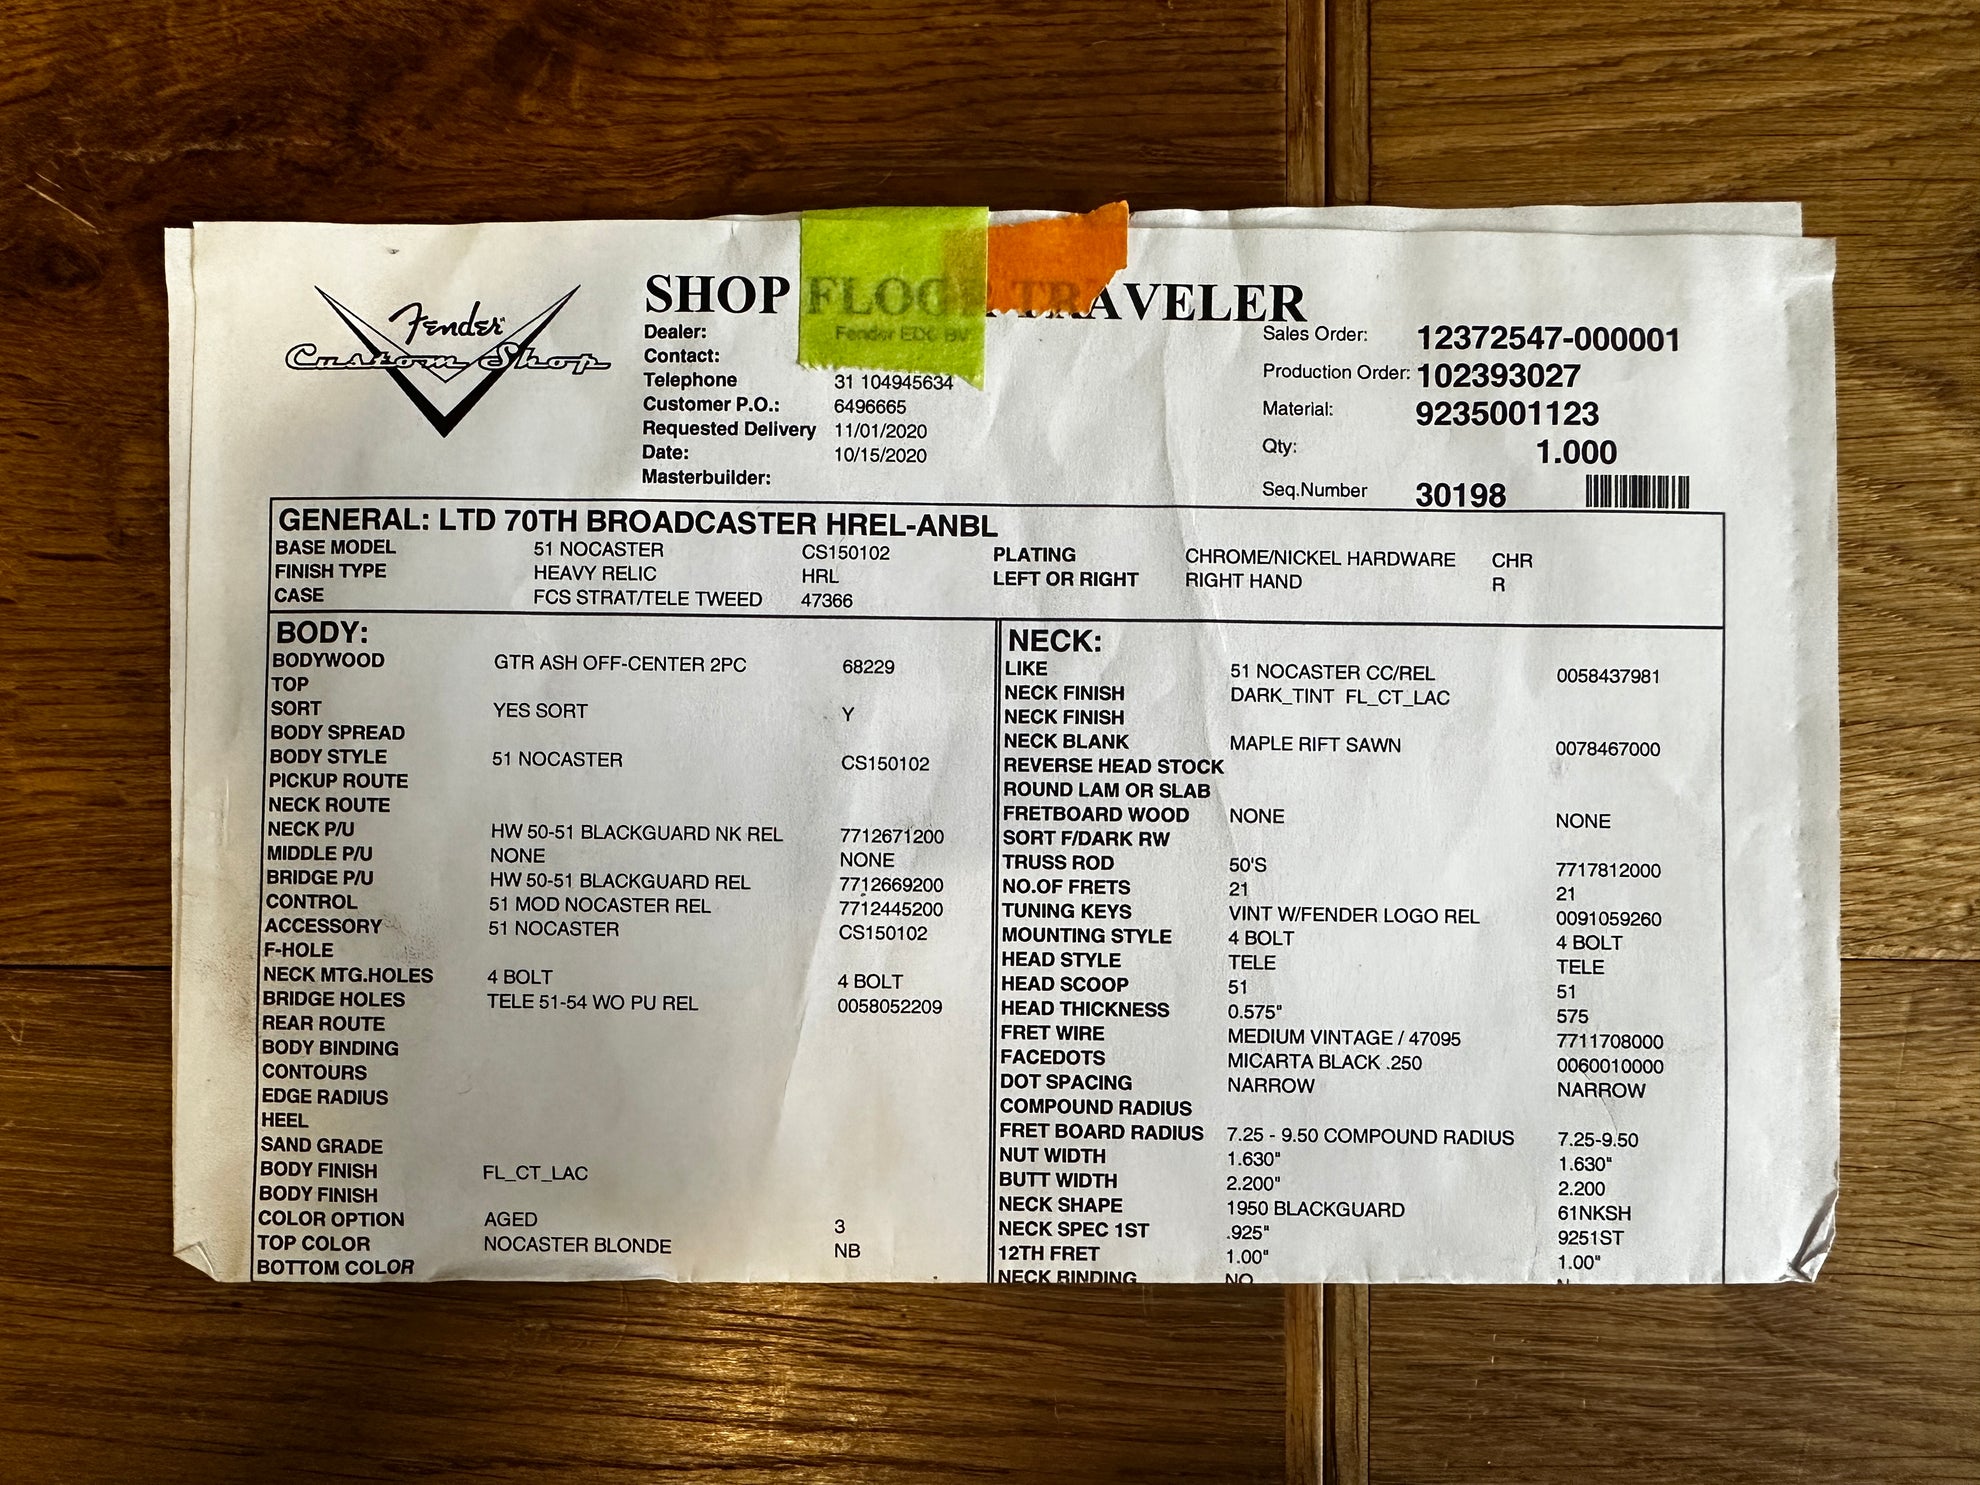 Fender
Custom Shop
SHOP FLOOR TRAVELER
Dealer: Fender EDC BV
Contact:
Telephone 31 104945634
Customer P.O.: 6496665
Requested Delivery 11/01/2020
Date: 10/15/2020
Masterbuilder:
Sales Order: 12372547-000001
Production Order: 102393027
Material: 9235001123
Qty: 1.000
Seq.Number 30198
GENERAL: LTD 70TH BROADCASTER HREL-ANBL
BASE MODEL 51 NOCASTER CS150102 PLATING CHROME/NICKEL HARDWARE CHR
FINISH TYPE HEAVY RELIC HRL LEFT OR RIGHT RIGHT HAND R
CASE FCS STRAT/TELE TWEED 47366
BODY:
BODYWOOD GTR ASH OFF-CENTER 2PC 68229
TOP
SORT YES SORT Y
BODY SPREAD
BODY STYLE 51 NOCASTER CS150102
PICKUP ROUTE
NECK ROUTE
NECK P/U HW 50-51 BLACKGUARD NK REL 7712671200
MIDDLE P/U NONE NONE
BRIDGE P/U HW 50-51 BLACKGUARD REL 7712669200
CONTROL 51 MOD NOCASTER REL 7712445200
ACCESSORY 51 NOCASTER CS150102
F-HOLE
NECK MTG.HOLES 4 BOLT 4 BOLT
BRIDGE HOLES TELE 51-54 WO PU REL 0058052209
REAR ROUTE
BODY BINDING
CONTOURS
EDGE RADIUS
HEEL
SAND GRADE
BODY FINISH FL_CT_LAC
BODY FINISH
COLOR OPTION AGED 3
TOP COLOR NOCASTER BLONDE NB
BOTTOM COLOR
NECK:
LIKE 51 NOCASTER CC/REL 0058437981
NECK FINISH DARK_TINT FL_CT_LAC
NECK FINISH
NECK BLANK MAPLE RIFT SAWN 0078467000
REVERSE HEAD STOCK
ROUND LAM OR SLAB
FRETBOARD WOOD NONE NONE
SORT F/DARK RW
TRUSS ROD 50'S 7717812000
NO.OF FRETS 21 21
TUNING KEYS VINT W/FENDER LOGO REL 0091059260
MOUNTING STYLE 4 BOLT 4 BOLT
HEAD STYLE TELE TELE
HEAD SCOOP 51 51
HEAD THICKNESS 0.575" 575
FRET WIRE MEDIUM VINTAGE / 47095 7711708000
FACEDOTS MICARTA BLACK .250 0060010000
DOT SPACING NARROW NARROW
COMPOUND RADIUS
FRET BOARD RADIUS 7.25 - 9.50 COMPOUND RADIUS 7.25-9.50
NUT WIDTH 1.630" 1.630"
BUTT WIDTH 2.200" 2.200
NECK SHAPE 1950 BLACKGUARD 61NKSH
NECK SPEC 1ST .925" 9251ST
12TH FRET 1.00" 1.00"
NECK BINDING NO